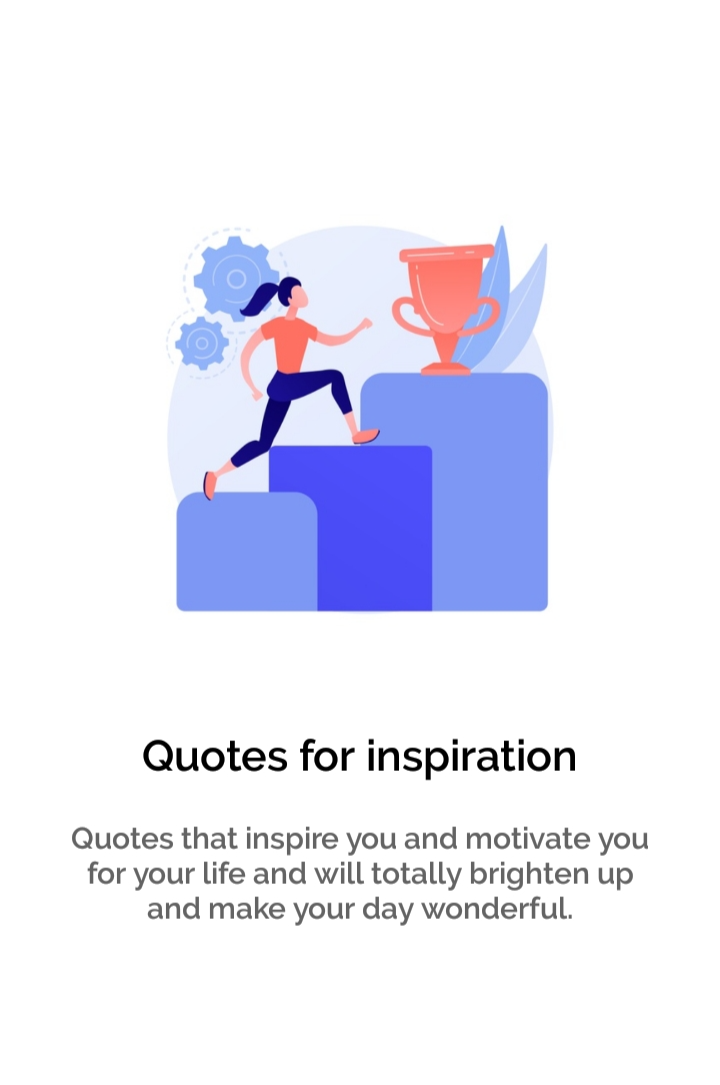 Quotes for inspiration
Quotes that inspire you and motivate you
for your life and will totally brighten up
and make your day wonderful.